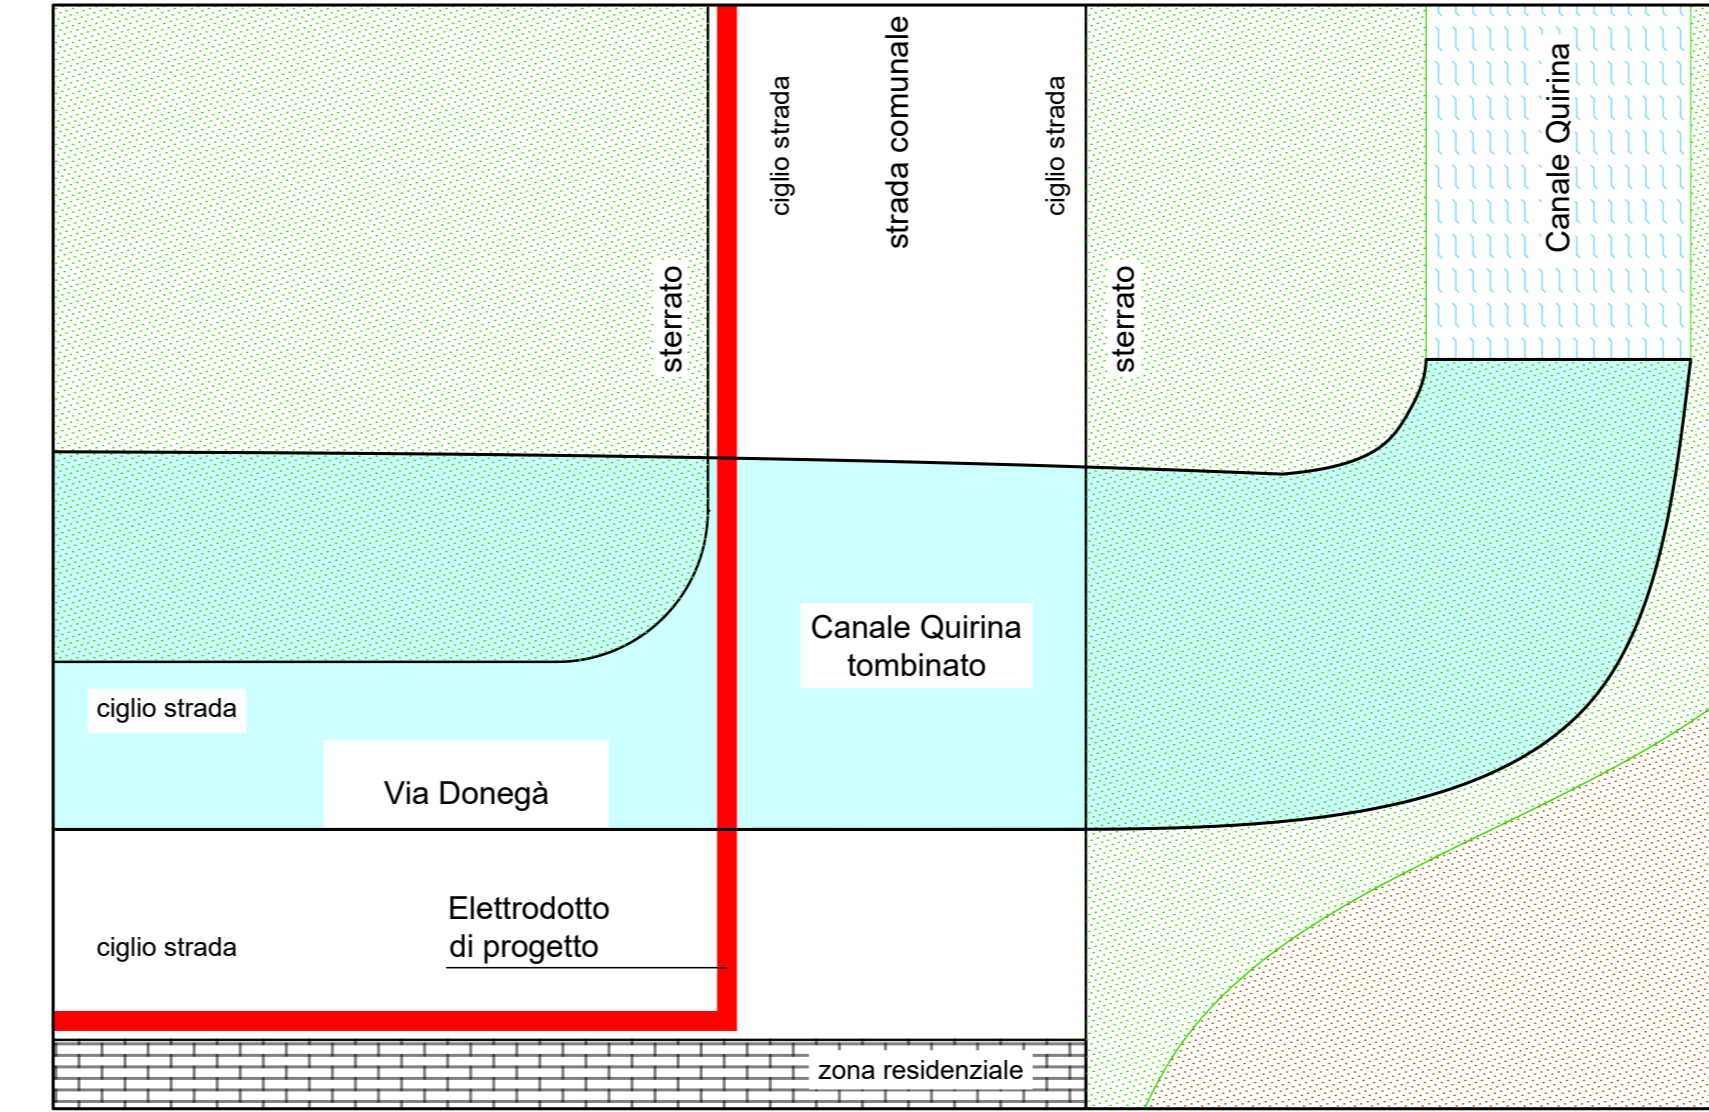 ciglio strada
strada comunale
ciglio strada
Canale Quirina
sterrato
sterrato
Canale Quirina
tombinato
ciglio strada
Via Donegà
Elettrodotto
di progetto
ciglio strada
zona residenziale